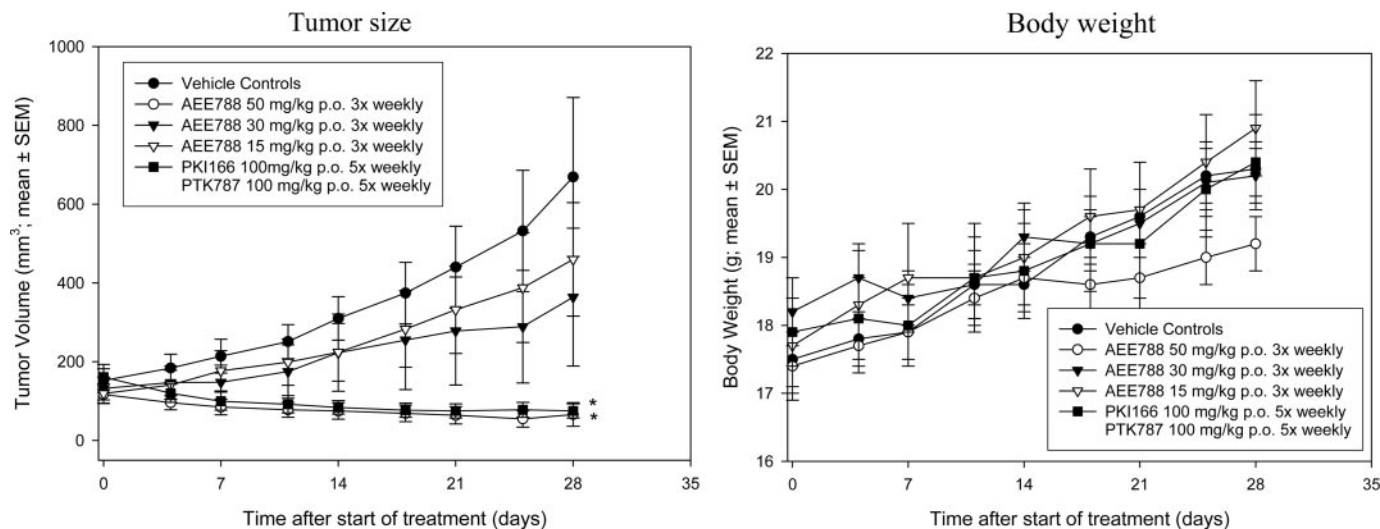 Tumor size
1000
800
600
400
200
0
Tumor Volume (mm³; mean ± SEM)
Vehicle Controls
AEE788 50 mg/kg p.o. 3x weekly
AEE788 30 mg/kg p.o. 3x weekly
AEE788 15 mg/kg p.o. 3x weekly
PKI166 100mg/kg p.o. 5x weekly
PTK787 100 mg/kg p.o. 5x weekly
*
*
0 7 14 21 28 35
Time after start of treatment (days)
Body weight
22
21
20
19
18
17
16
Body Weight (g; mean ± SEM)
Vehicle Controls
AEE788 50 mg/kg p.o. 3x weekly
AEE788 30 mg/kg p.o. 3x weekly
AEE788 15 mg/kg p.o. 3x weekly
PKI166 100 mg/kg p.o. 5x weekly
PTK787 100 mg/kg p.o. 5x weekly
0 7 14 21 28 35
Time after start of treatment (days)